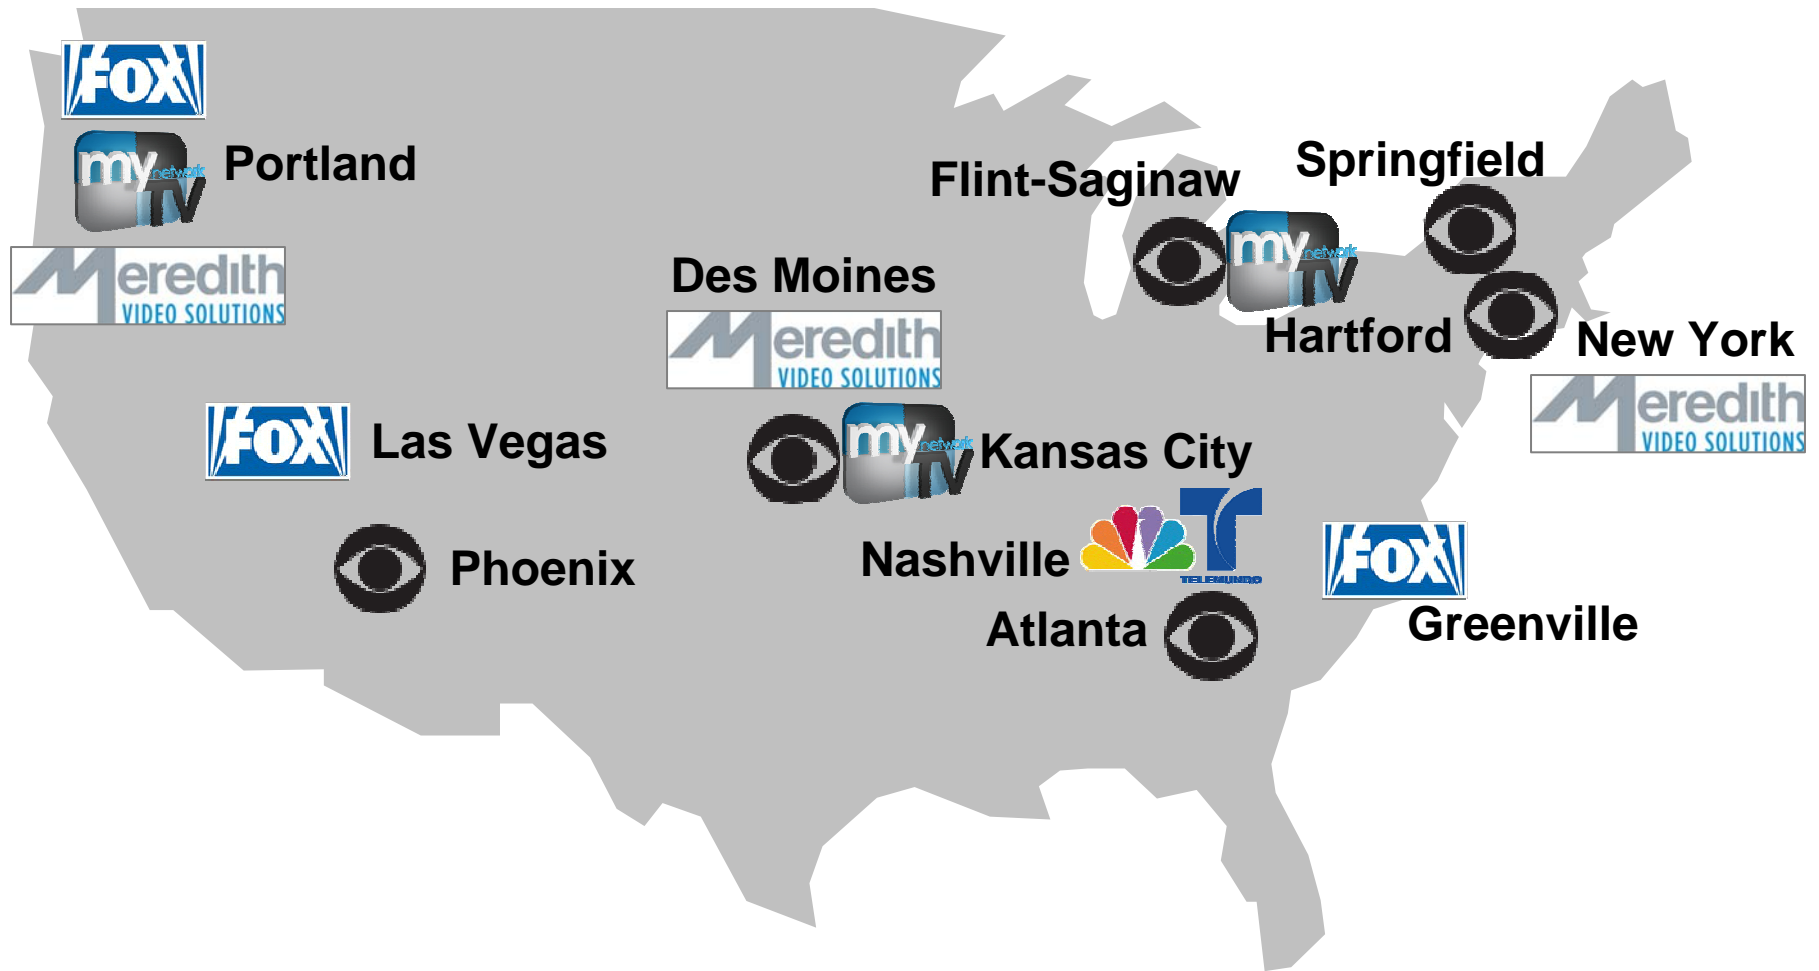 FOX
my network TV
Portland
Meredith
VIDEO SOLUTIONS
Flint-Saginaw
my network TV
Springfield
Des Moines
Meredith
VIDEO SOLUTIONS
Hartford
New York
Meredith
VIDEO SOLUTIONS
FOX
Las Vegas
my network TV
Kansas City
Phoenix
Nashville
T
TELEMUNDO
FOX
Greenville
Atlanta